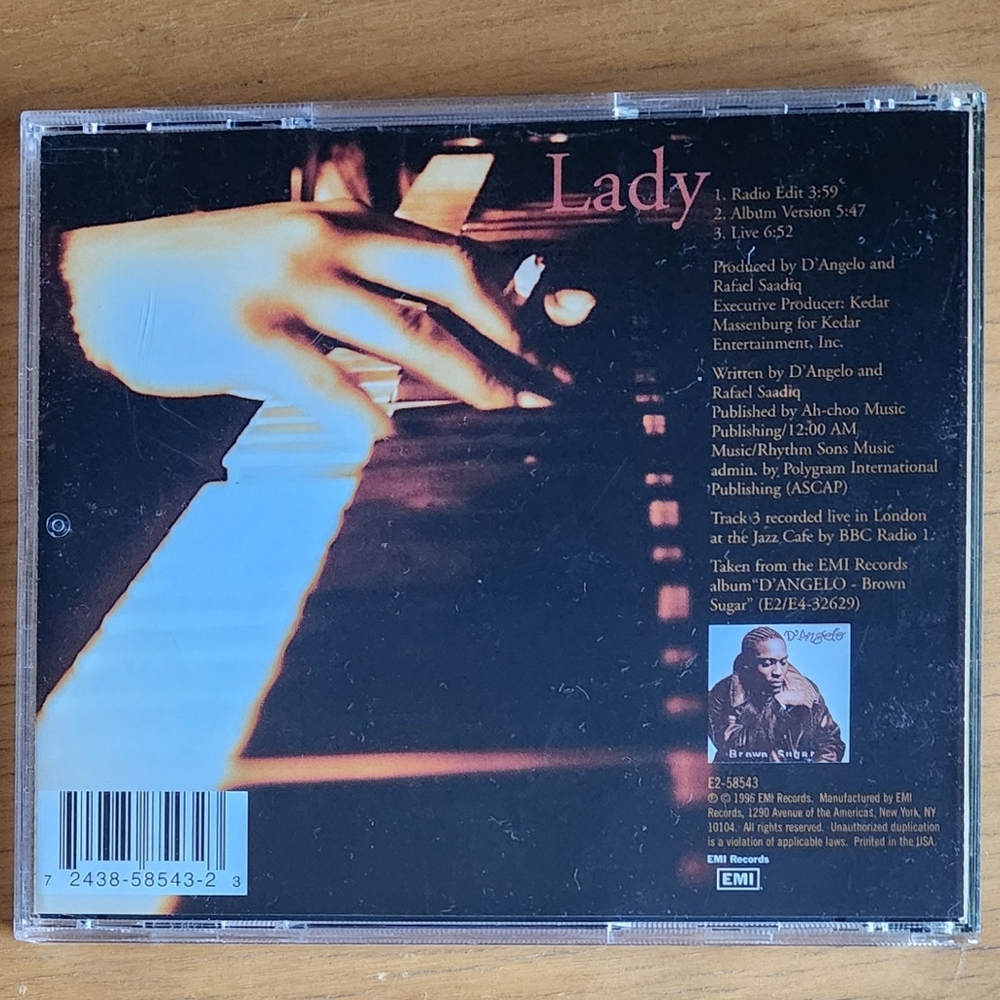 Lady
1. Radio Edit 3:59
2. Album Version 5:47
3. Live 6:52
Produced by D'Angelo and
Rafael Saadiq
Executive Producer: Kedar
Massenburg for Kedar
Entertainment, Inc.
Written by D'Angelo and
Rafael Saadiq
Published by Ah-choo Music
Publishing/12:00 AM
Music/Rhythm Sons Music
admin. by Polygram International
Publishing (ASCAP)
Track 3 recorded live in London
at the Jazz Cafe by BBC Radio 1.
Taken from the EMI Records
album "D'ANGELO - Brown
Sugar" (E2/E4-32629)
D'Angelo
Brown Sugar
E2-58543
℗ © 1996 EMI Records. Manufactured by EMI
Records, 1290 Avenue of the Americas, New York, NY
10104. All rights reserved. Unauthorized duplication
is a violation of applicable laws. Printed in the USA.
EMI Records
EMI
7 2438-58543-2 3